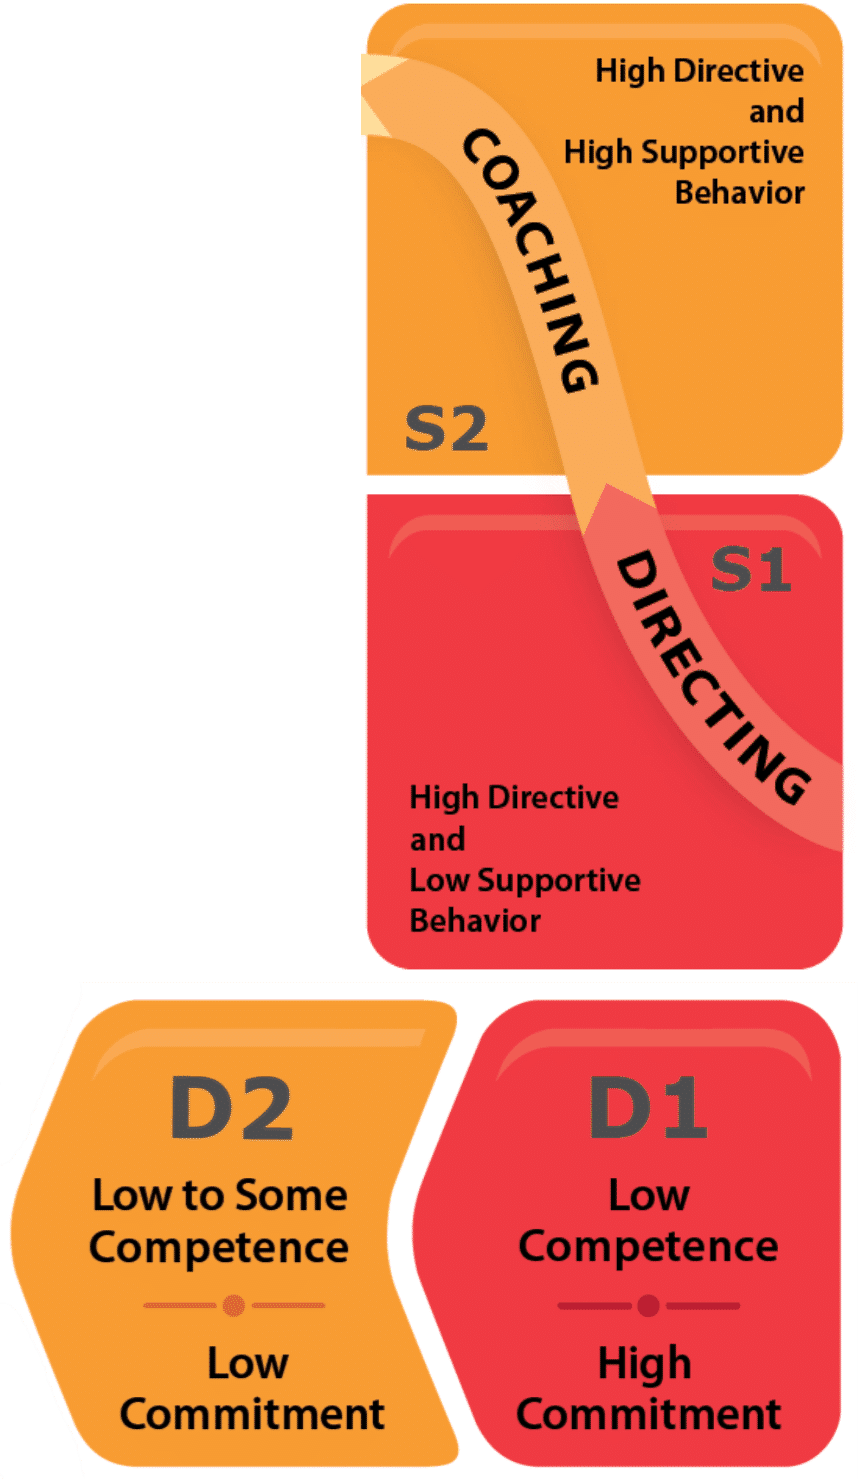 High Directive
and
High Supportive
Behavior
COACHING
S2
S1
DIRECTING
High Directive
and
Low Supportive
Behavior
D2
Low to Some
Competence
Low
Commitment
D1
Low
Competence
High
Commitment